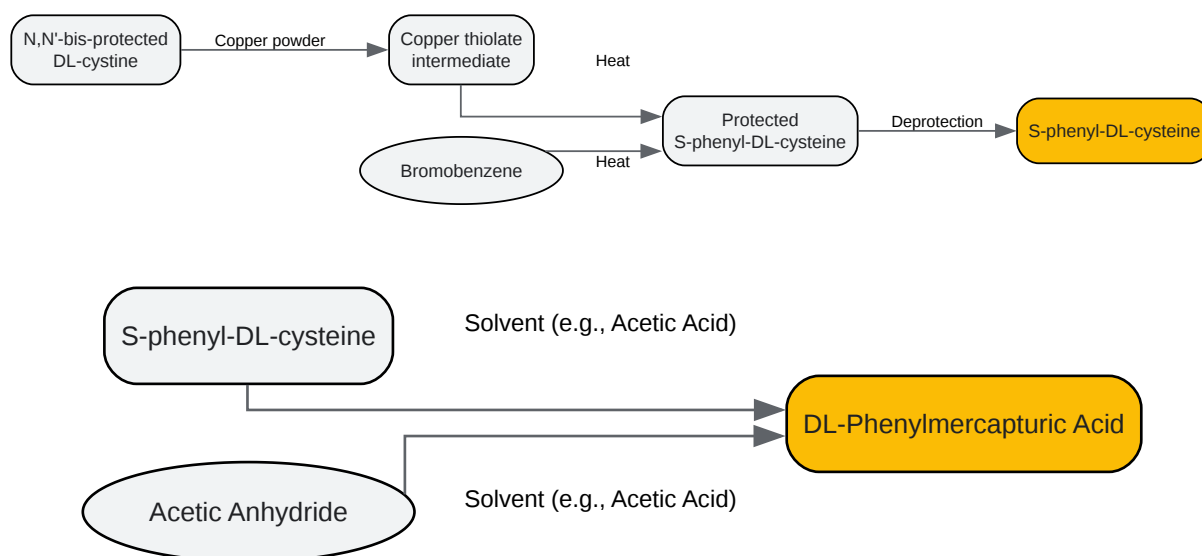 N,N'-bis-protected
DL-cystine
Copper powder
Copper thiolate
intermediate
Heat
Bromobenzene
Heat
Protected
S-phenyl-DL-cysteine
Deprotection
S-phenyl-DL-cysteine
S-phenyl-DL-cysteine
Solvent (e.g., Acetic Acid)
DL-Phenylmercapturic Acid
Acetic Anhydride
Solvent (e.g., Acetic Acid)